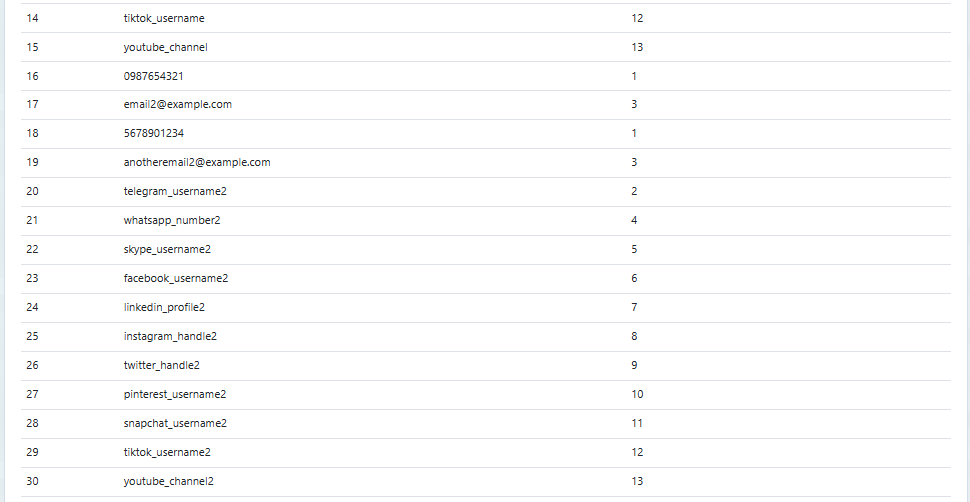 14 tiktok_username 12
15 youtube_channel 13
16 0987654321 1
17 email2@example.com 3
18 5678901234 1
19 anotheremail2@example.com 3
20 telegram_username2 2
21 whatsapp_number2 4
22 skype_username2 5
23 facebook_username2 6
24 linkedin_profile2 7
25 instagram_handle2 8
26 twitter_handle2 9
27 pinterest_username2 10
28 snapchat_username2 11
29 tiktok_username2 12
30 youtube_channel2 13